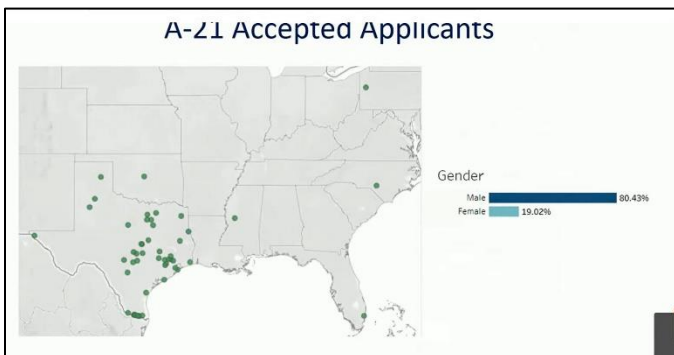 A-21 Accepted Applicants
Gender
Male 80.43%
Female 19.02%